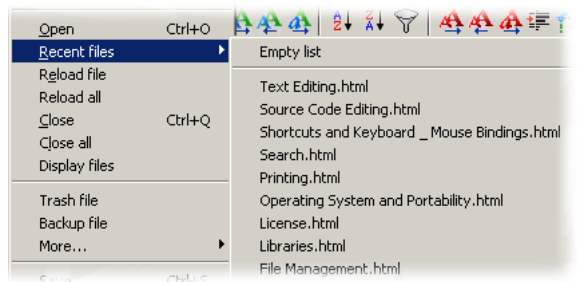 Open Ctrl+O
Recent files
Reload file
Reload all
Close Ctrl+Q
Close all
Display files
Trash file
Backup file
More...
Save Ctrl+S
Empty list
Text Editing.html
Source Code Editing.html
Shortcuts and Keyboard _ Mouse Bindings.html
Search.html
Printing.html
Operating System and Portability.html
License.html
Libraries.html
File Management.html